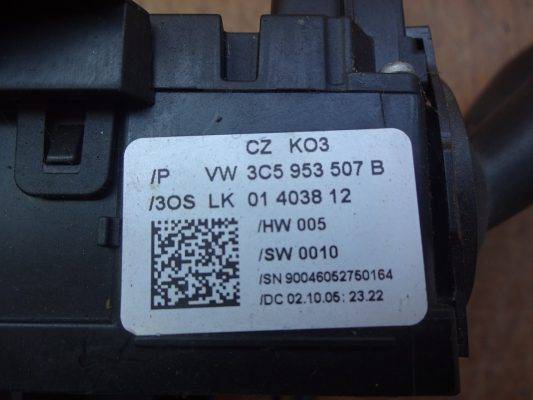 CZ KO3
/P VW 3C5 953 507 B
/3OS LK 01 4038 12
/HW 005
/SW 0010
/SN 90046052750164
/DC 02.10.05: 23.22